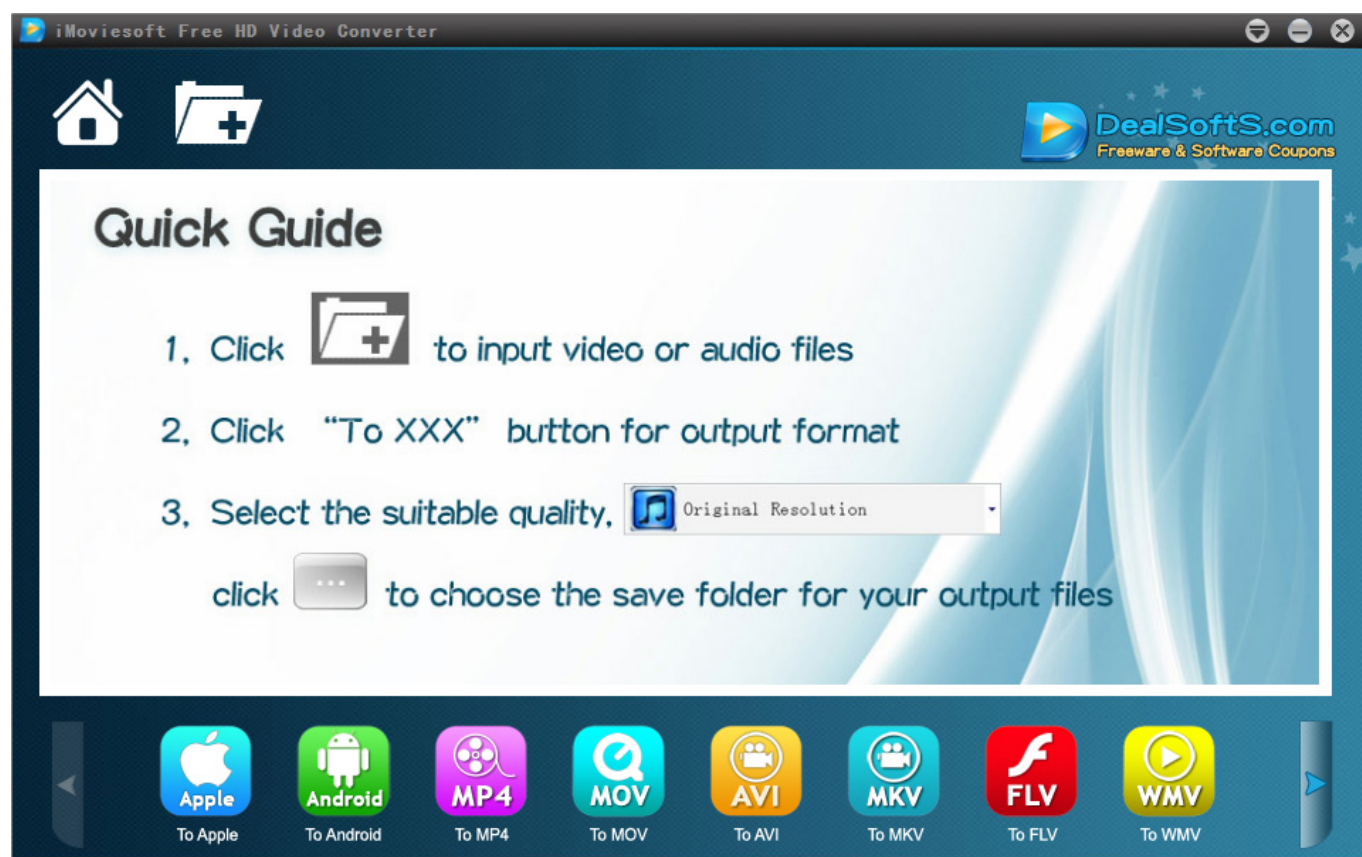 iMoviesoft Free HD Video Converter
DealSoftS.com
Freeware & Software Coupons
Quick Guide
1, Click to input video or audio files
2, Click “To XXX” button for output format
3, Select the suitable quality, Original Resolution
click ... to choose the save folder for your output files
Apple Android MP4 MOV AVI MKV FLV WMV
To Apple To Android To MP4 To MOV To AVI To MKV To FLV To WMV